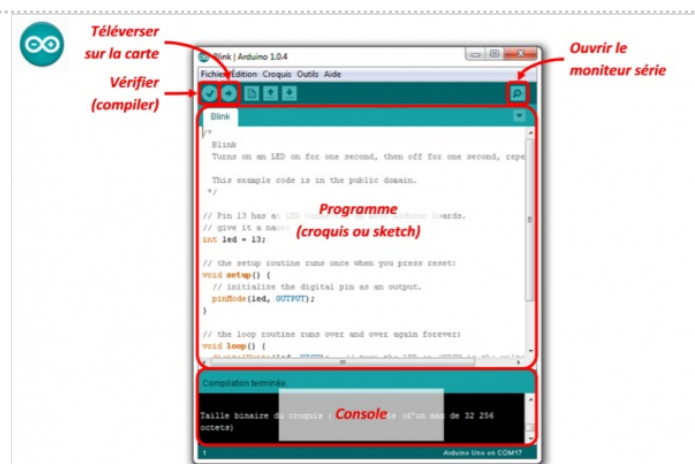 Téléverser
sur la carte
Vérifier
(compiler)
Ouvrir le
moniteur série
Blink | Arduino 1.0.4
Fichier Édition Croquis Outils Aide
Blink
/*
Blink
Turns on an LED on for one second, then off for one second, repe
This example code is in the public domain.
*/
// Pin 13 has an LED
// give it a name:
int led = 13;
Programme
(croquis ou sketch)
// the setup routine runs once when you press reset:
void setup() {
// initialize the digital pin as an output.
pinMode(led, OUTPUT);
}
// the loop routine runs over and over again forever:
void loop() {
Compilation terminée.
Taille binaire du croquis : (d'un max de 32 256
octets)
Console
1
Arduino Uno on COM17